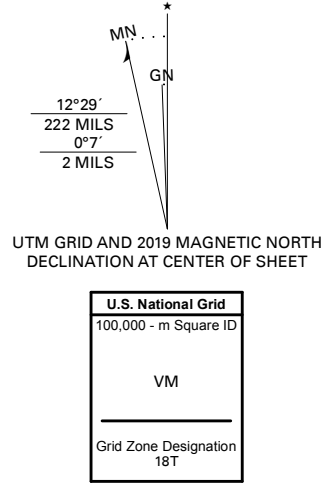 ★
MN
GN
12°29´
222 MILS
0°7´
2 MILS
UTM GRID AND 2019 MAGNETIC NORTH
DECLINATION AT CENTER OF SHEET
U.S. National Grid
100,000 - m Square ID
VM
Grid Zone Designation
18T